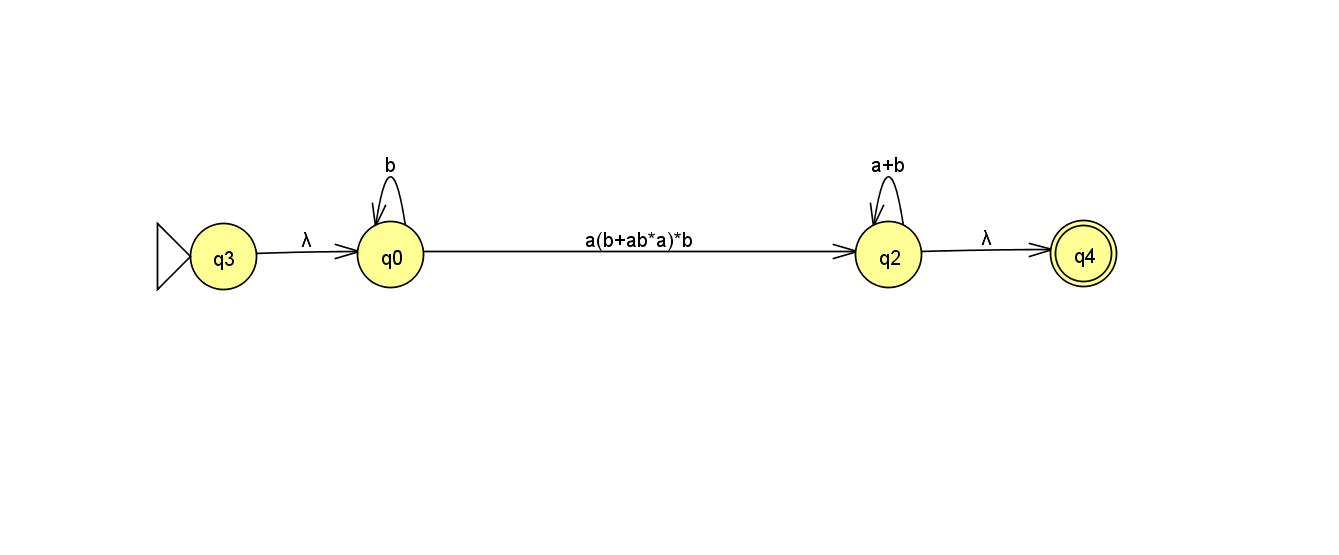 b
a+b
λ
a(b+ab*a)*b
λ
q3
q0
q2
q4